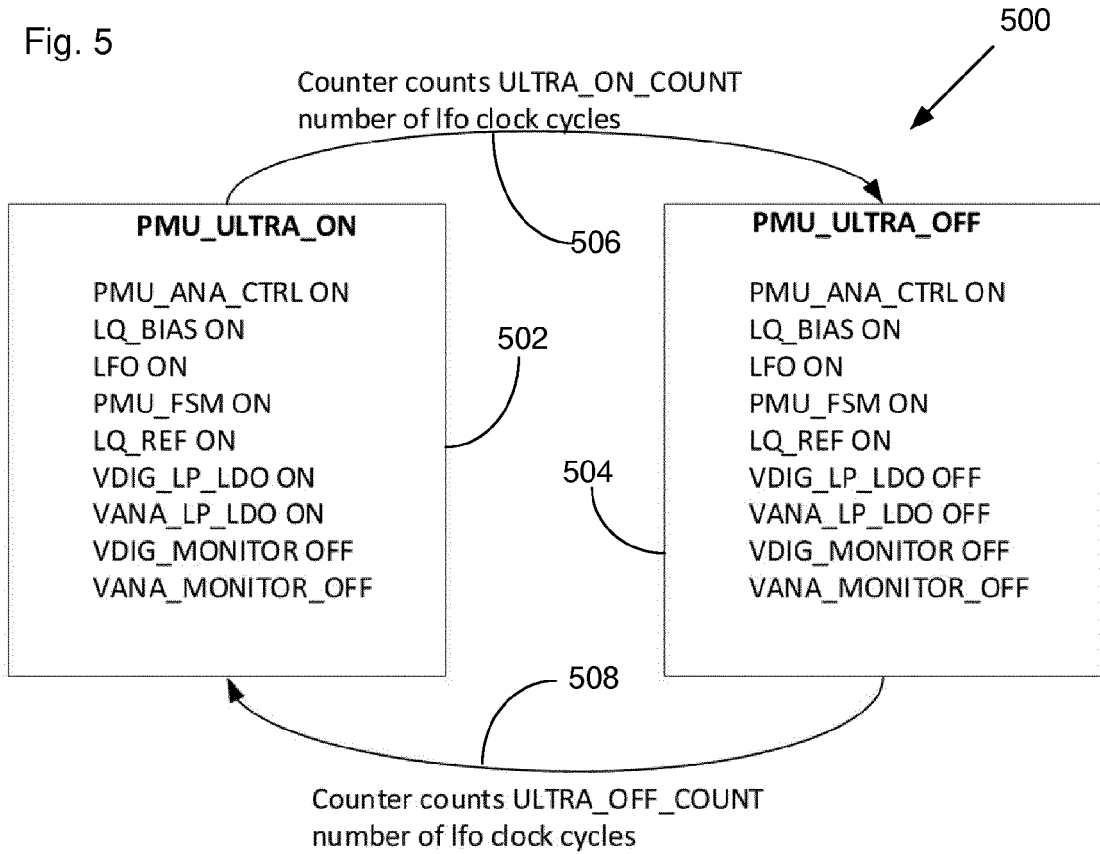 Fig. 5
500
Counter counts ULTRA_ON_COUNT
number of lfo clock cycles
506
PMU_ULTRA_ON
PMU_ANA_CTRL ON
LQ_BIAS ON
LFO ON
PMU_FSM ON
LQ_REF ON
VDIG_LP_LDO ON
VANA_LP_LDO ON
VDIG_MONITOR OFF
VANA_MONITOR_OFF
502
PMU_ULTRA_OFF
PMU_ANA_CTRL ON
LQ_BIAS ON
LFO ON
PMU_FSM ON
LQ_REF ON
VDIG_LP_LDO OFF
VANA_LP_LDO OFF
VDIG_MONITOR OFF
VANA_MONITOR_OFF
504
508
Counter counts ULTRA_OFF_COUNT
number of lfo clock cycles